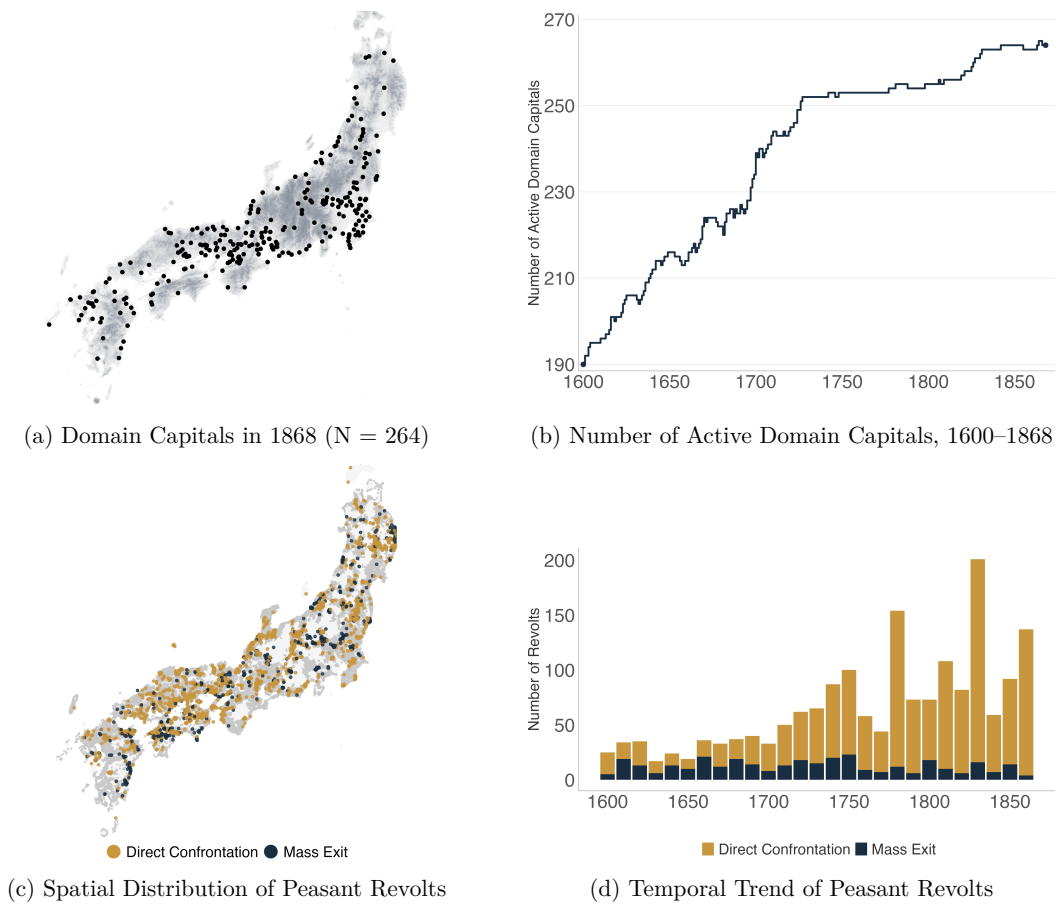 270
250
230
210
190
Number of Active Domain Capitals
1600 1650 1700 1750 1800 1850
(a) Domain Capitals in 1868 (N = 264)
(b) Number of Active Domain Capitals, 1600–1868
200
150
100
50
0
Number of Revolts
1600 1650 1700 1750 1800 1850
Direct Confrontation Mass Exit
Direct Confrontation Mass Exit
(c) Spatial Distribution of Peasant Revolts
(d) Temporal Trend of Peasant Revolts